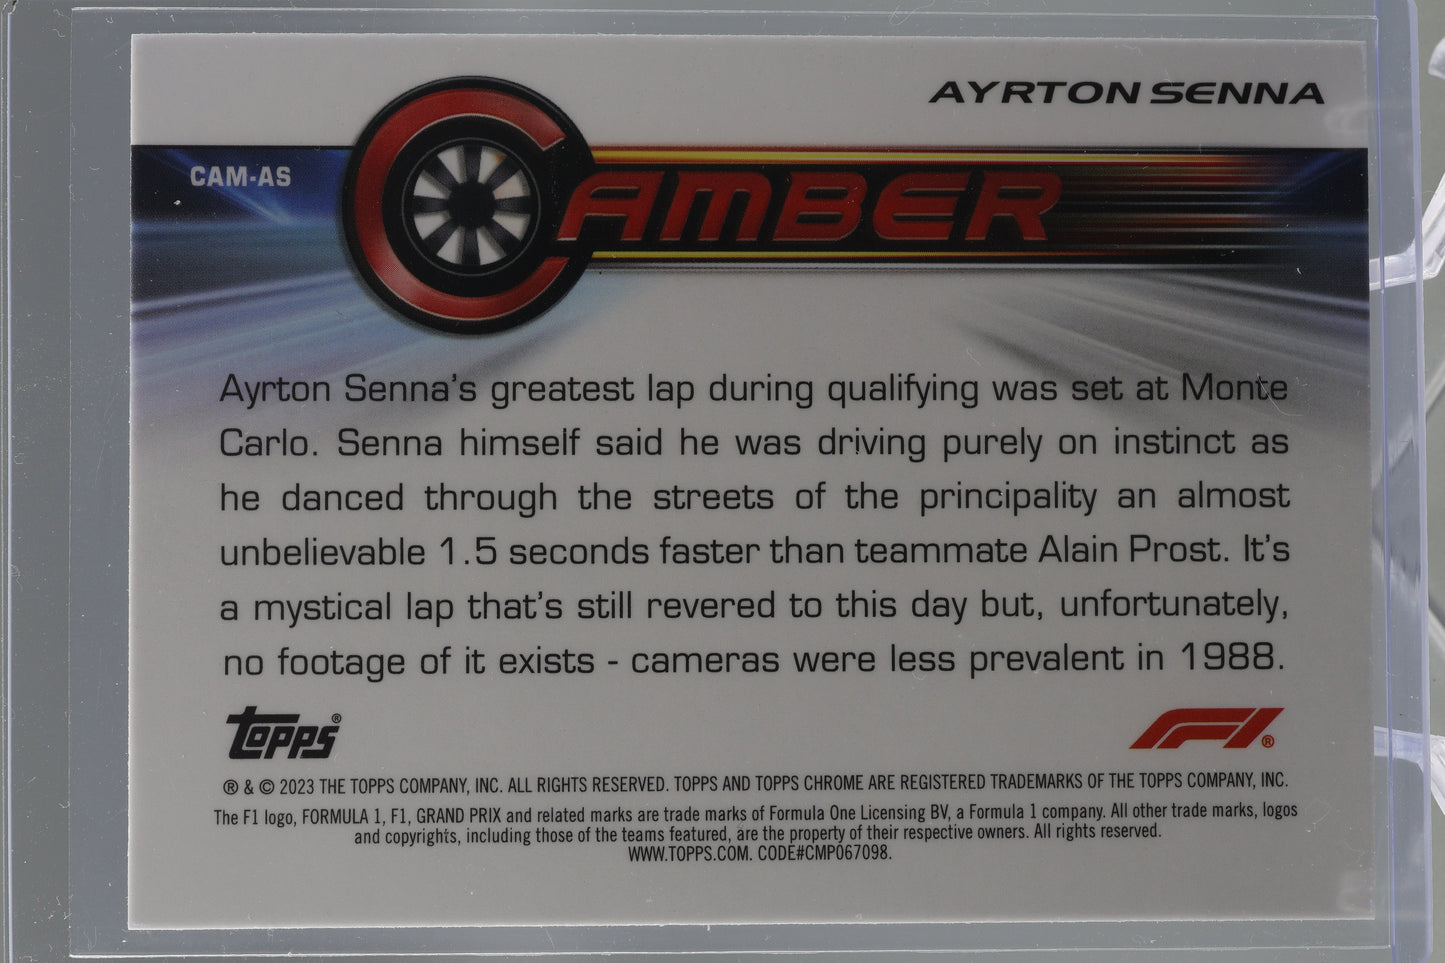 AYRTON SENNA
CAM-AS
CAMBER
Ayrton Senna's greatest lap during qualifying was set at Monte
Carlo. Senna himself said he was driving purely on instinct as
he danced through the streets of the principality an almost
unbelievable 1.5 seconds faster than teammate Alain Prost. It's
a mystical lap that's still revered to this day but, unfortunately,
no footage of it exists - cameras were less prevalent in 1988.
Topps®
F1®
® & © 2023 THE TOPPS COMPANY, INC. ALL RIGHTS RESERVED. TOPPS AND TOPPS CHROME ARE REGISTERED TRADEMARKS OF THE TOPPS COMPANY, INC.
The F1 logo, FORMULA 1, F1, GRAND PRIX and related marks are trade marks of Formula One Licensing BV, a Formula 1 company. All other trade marks, logos
and copyrights, including those of the teams featured, are the property of their respective owners. All rights reserved.
WWW.TOPPS.COM. CODE#CMP067098.